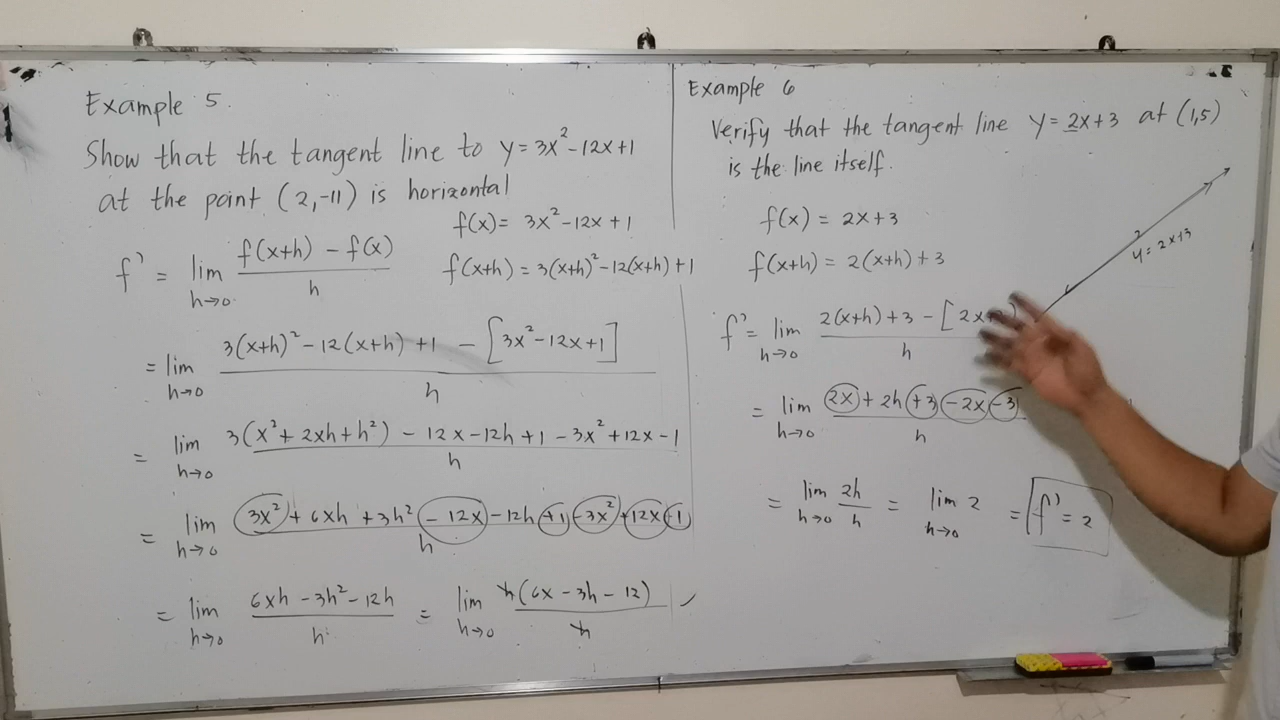 Example 5.
Show that the tangent line to y = 3x² - 12x + 1
at the point (2, -11) is horizontal
f(x) = 3x² - 12x + 1
f(x+h) = 3(x+h)² - 12(x+h) + 1
f' = lim h→0 f(x+h) - f(x) / h
= lim h→0 3(x+h)² - 12(x+h) + 1 - [3x² - 12x + 1] / h
= lim h→0 3(x² + 2xh + h²) - 12x - 12h + 1 - 3x² + 12x - 1 / h
= lim h→0 3x² + 6xh + 3h² - 12x - 12h + 1 - 3x² + 12x - 1 / h
= lim h→0 6xh - 3h² - 12h / h = lim h→0 h(6x - 3h - 12) / h
Example 6
Verify that the tangent line y = 2x + 3 at (1,5)
is the line itself.
f(x) = 2x + 3
f(x+h) = 2(x+h) + 3
y = 2x+3
f' = lim h→0 2(x+h) + 3 - [2x / h
= lim h→0 2x + 2h + 3 - 2x - 3 / h
= lim h→0 2h / h = lim h→0 2 = f' = 2